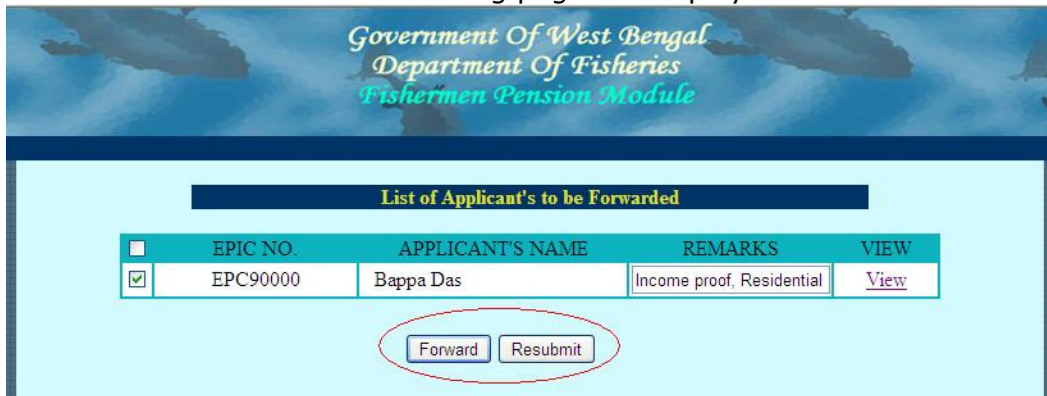 Government Of West Bengal
Department Of Fisheries
Fishermen Pension Module
List of Applicant's to be Forwarded
EPIC NO. APPLICANT'S NAME REMARKS VIEW
EPC90000 Bappa Das Income proof, Residential View
Forward Resubmit